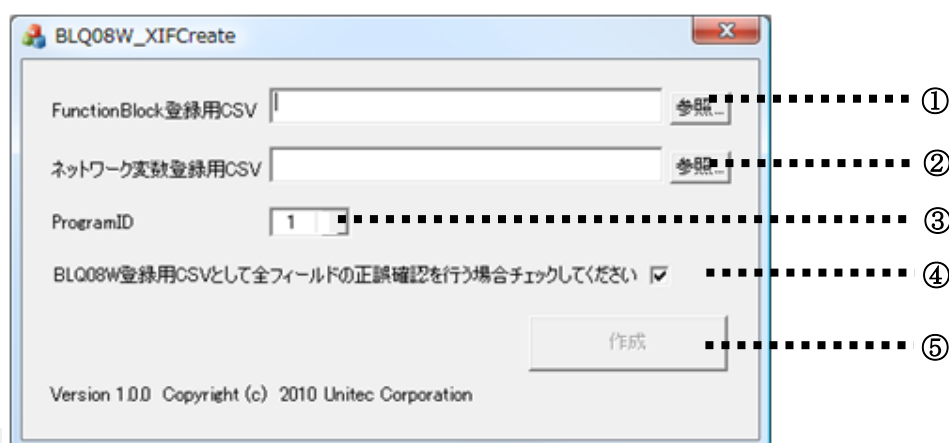 BLQ08W_XIFCreate
FunctionBlock登録用CSV 参照... ①
ネットワーク変数登録用CSV 参照... ②
ProgramID 1 ③
BLQ08W登録用CSVとして全フィールドの正誤確認を行う場合チェックしてください ④
作成 ⑤
Version 1.0.0 Copyright (c) 2010 Unitec Corporation